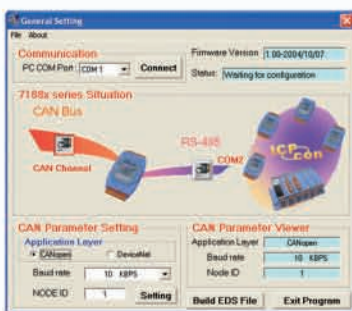 General Setting
File About
Communication
PC COM Port: COM 1 Connect
Firmware Version 1.00-2004/10/07
Status: Waiting for configuration
7188x series Situation
CAN Bus
CAN Channel
RS-485
COM2
ICP con
CAN Parameter Setting
Application Layer
CANopen DeviceNet
Baud rate 10 KBPS
NODE ID 1 Setting
CAN Parameter Viewer
Application Layer CANopen
Baud rate 10 KBPS
Node ID 1
Build EDS File Exit Program